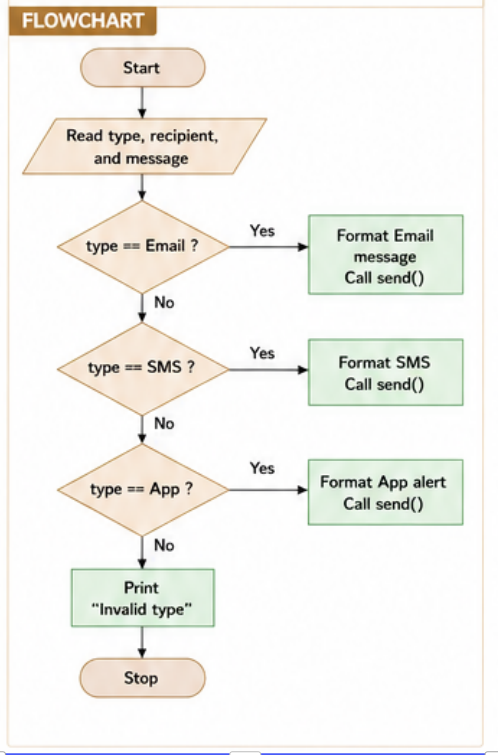 FLOWCHART
Start
Read type, recipient,
and message
type == Email ?
Yes
Format Email
message
Call send()
No
type == SMS ?
Yes
Format SMS
Call send()
No
type == App ?
Yes
Format App alert
Call send()
No
Print
"Invalid type"
Stop